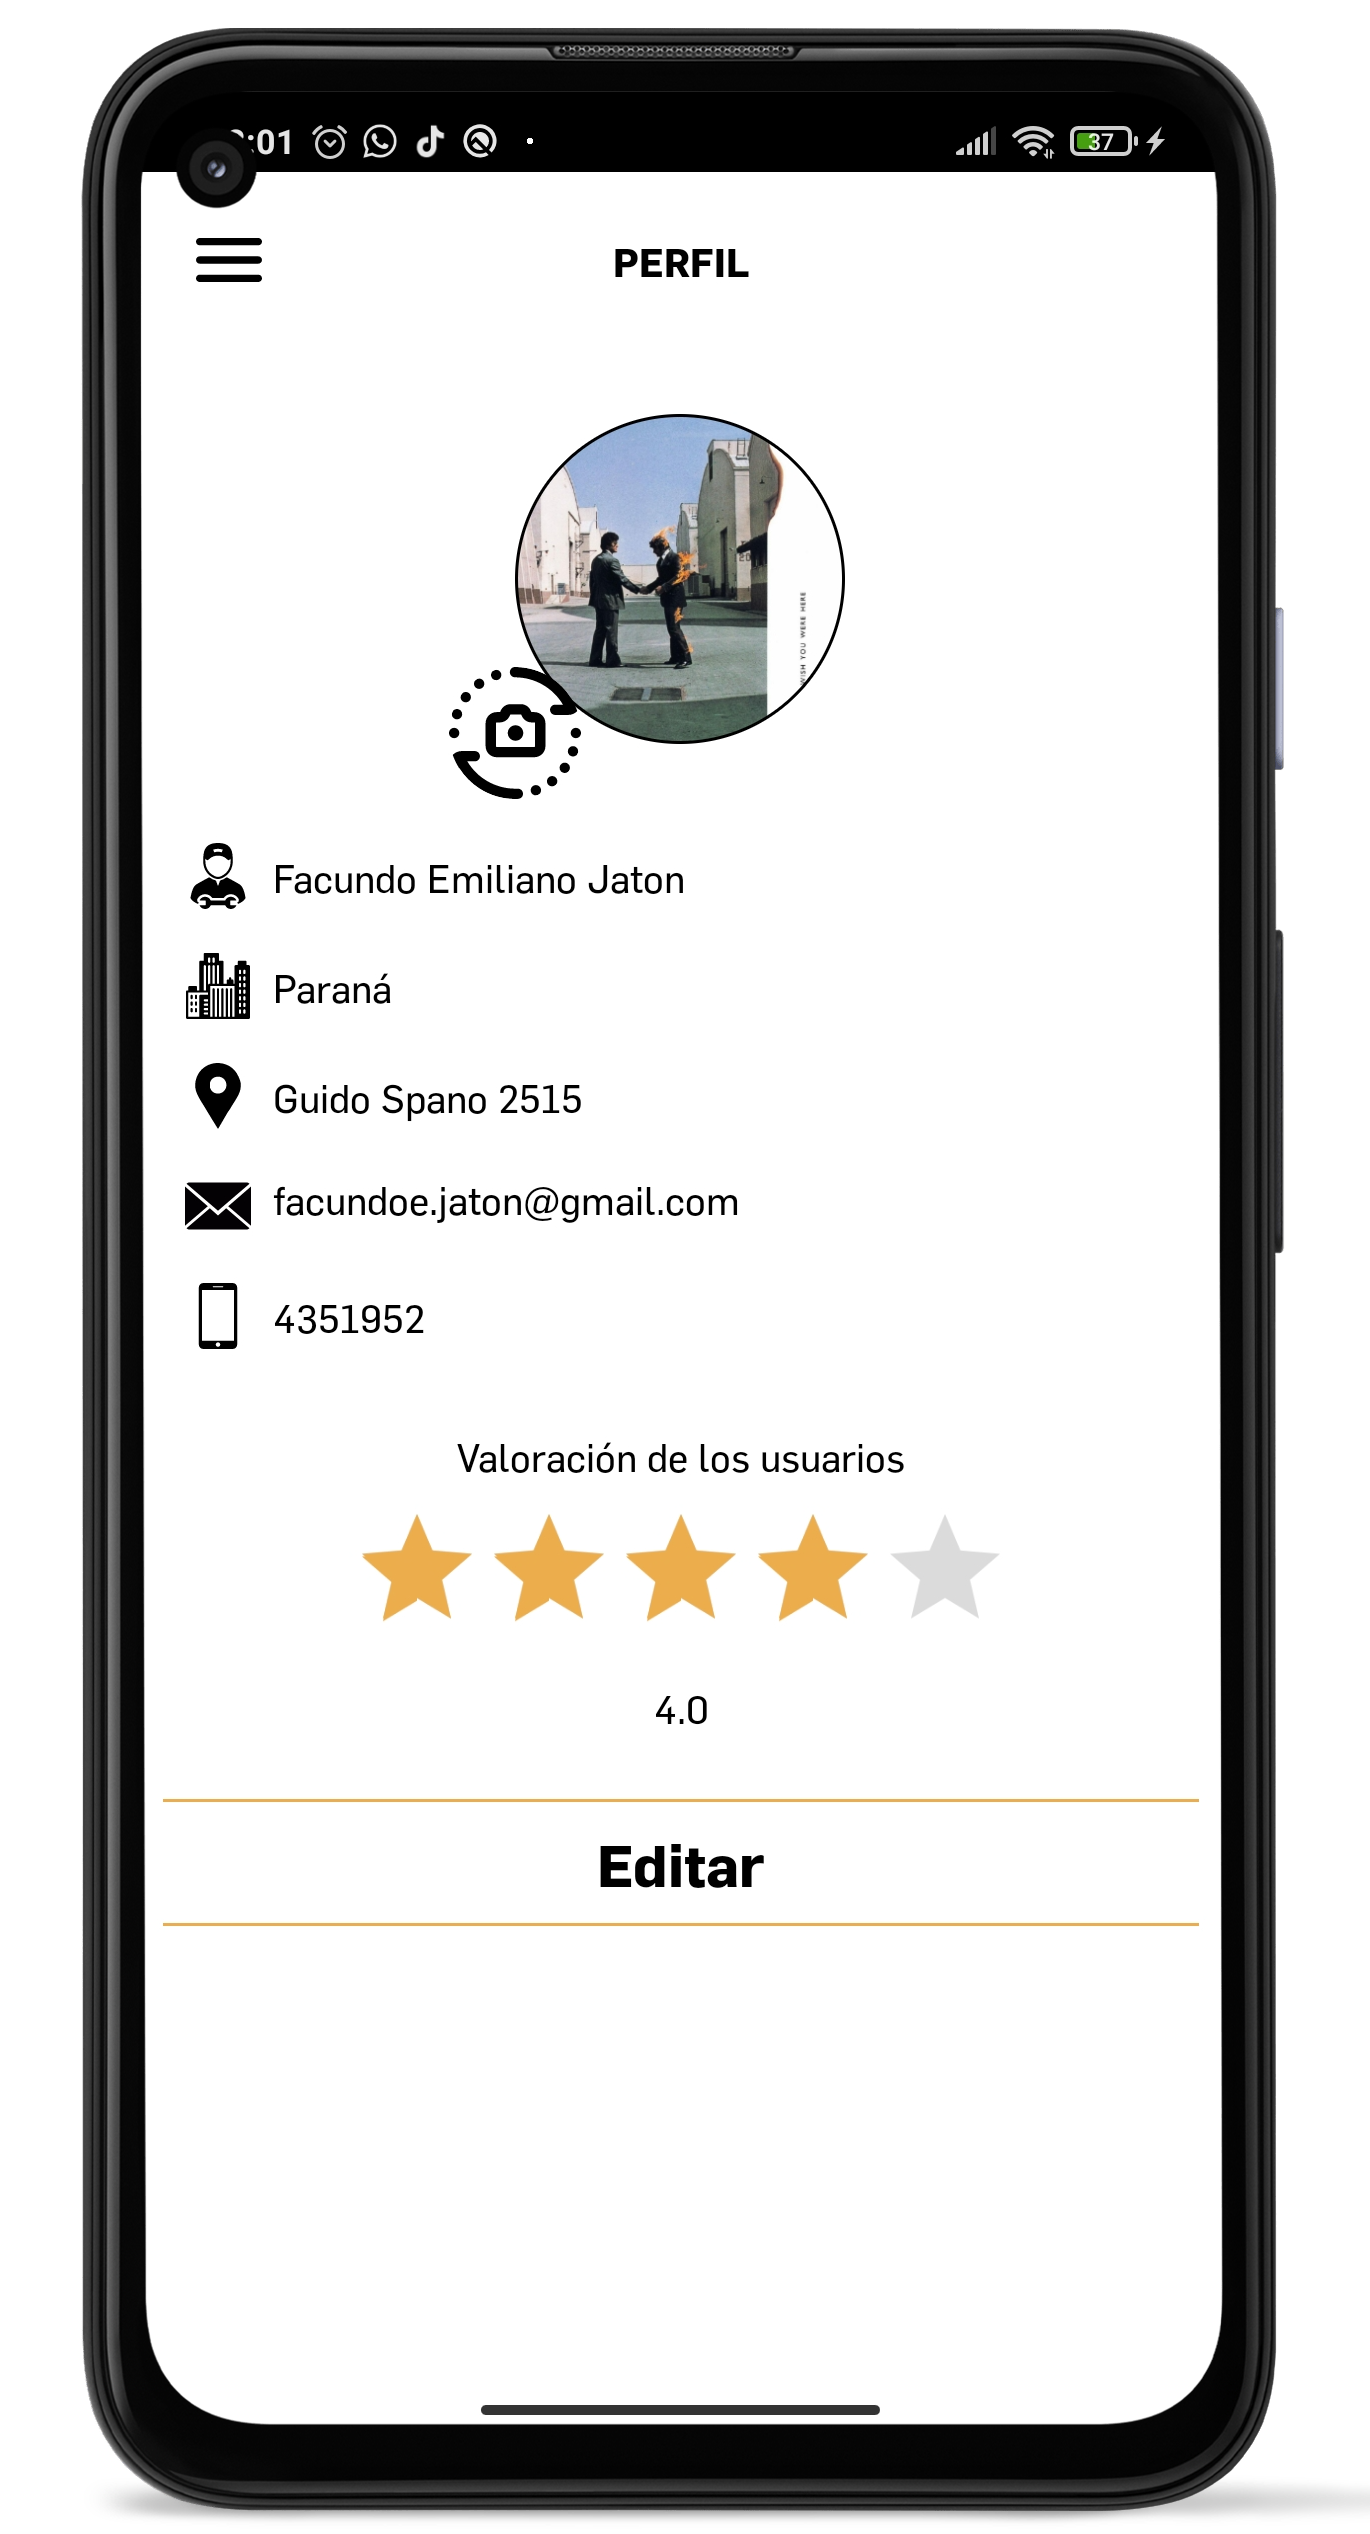 :01
37
PERFIL
WISH YOU WERE HERE
Facundo Emiliano Jaton
Paraná
Guido Spano 2515
facundoe.jaton@gmail.com
4351952
Valoración de los usuarios
4.0
Editar